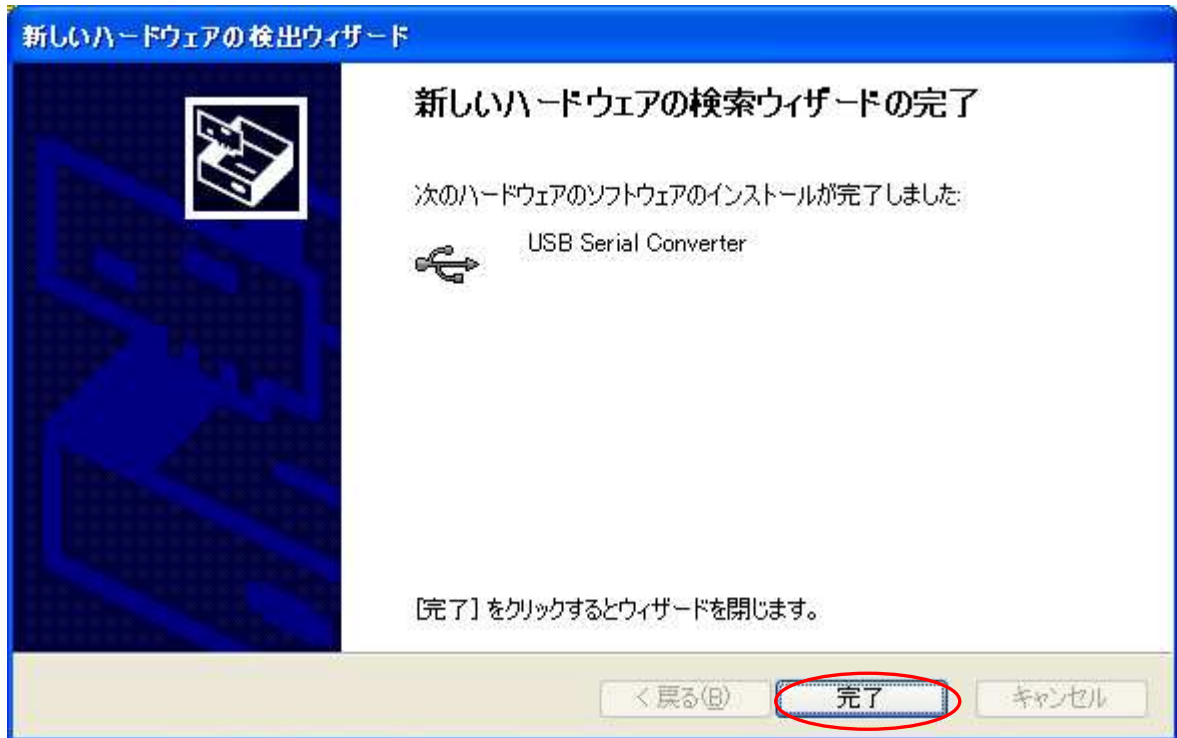 新しいハードウェアの検出ウィザード
新しいハードウェアの検索ウィザードの完了
次のハードウェアのソフトウェアのインストールが完了しました:
USB Serial Converter
[完了] をクリックするとウィザードを閉じます。
< 戻る(B) 完了 キャンセル